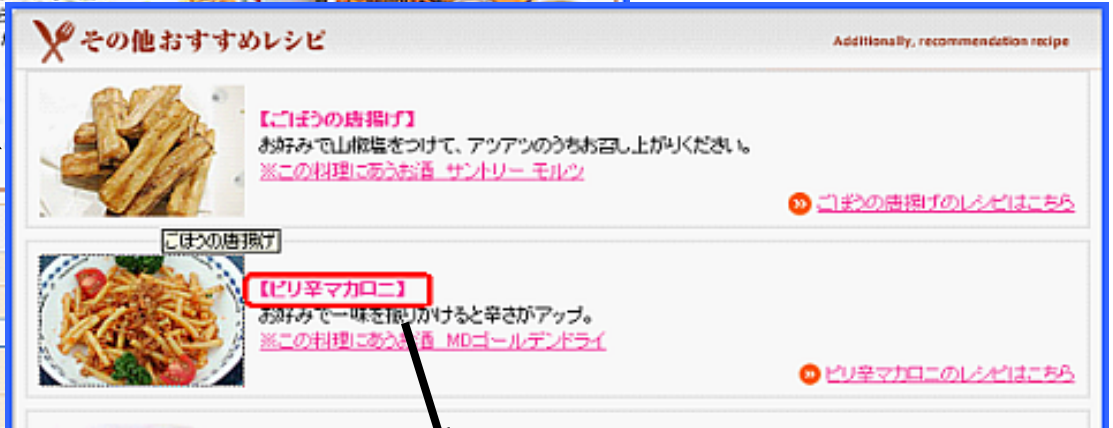 その他おすすめレシピ
Additionally, recommendation recipe
【ごぼうの唐揚げ】
お好みで山椒塩をつけて、アツアツのうちお召し上がりください。
※この料理にあうお酒 サントリー モルツ
ごぼうの唐揚げのレシピはこちら
ごぼうの唐揚げ
【ピリ辛マカロニ】
お好みで一味を振りかけると辛さがアップ。
※この料理にあうお酒 MDゴールデンドライ
ピリ辛マカロニのレシピはこちら